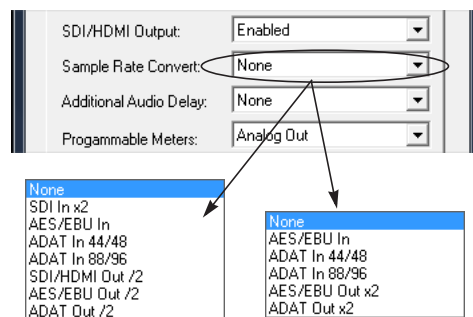 SDI/HDMI Output: Enabled
Sample Rate Convert: None
Additional Audio Delay: None
Progammable Meters: Analog Out
None
SDI In x2
AES/EBU In
ADAT In 44/48
ADAT In 88/96
SDI/HDMI Out /2
AES/EBU Out /2
ADAT Out /2
None
AES/EBU In
ADAT In 44/48
ADAT In 88/96
AES/EBU Out x2
ADAT Out x2